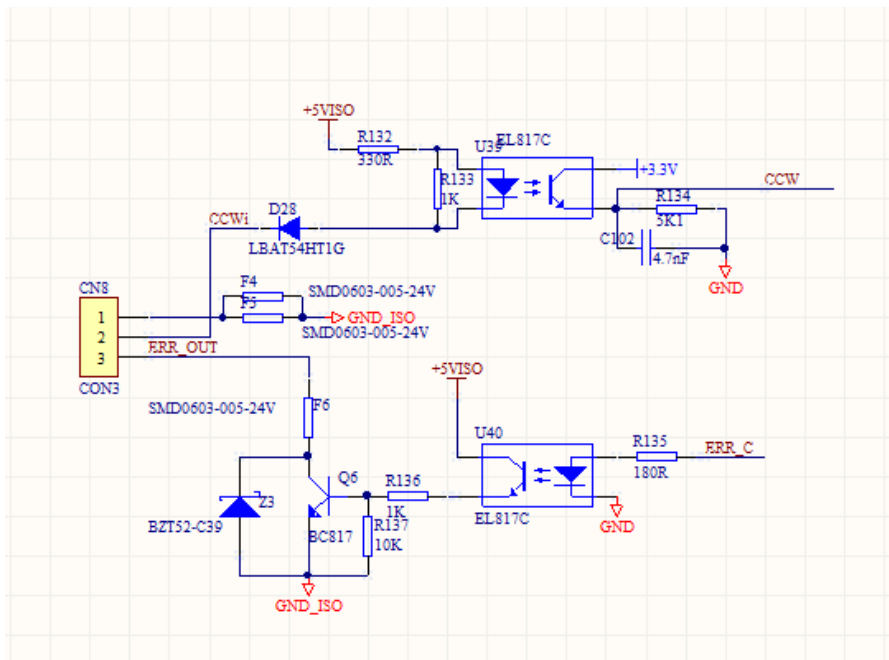 +5VISO
R132
330R
U39
EL817C
R133
1K
+3.3V
CCW
R134
5K1
C102
4.7nF
GND
D28
CCWi
LBAT54HT1G
CN8
1
2
3
CON3
F4
SMD0603-005-24V
F5
GND_ISO
SMD0603-005-24V
ERR_OUT
SMD0603-005-24V
F6
+5VISO
U40
EL817C
R135
180R
ERR_C
GND
Q6
BC817
R136
1K
R137
10K
Z3
BZT52-C39
GND_ISO